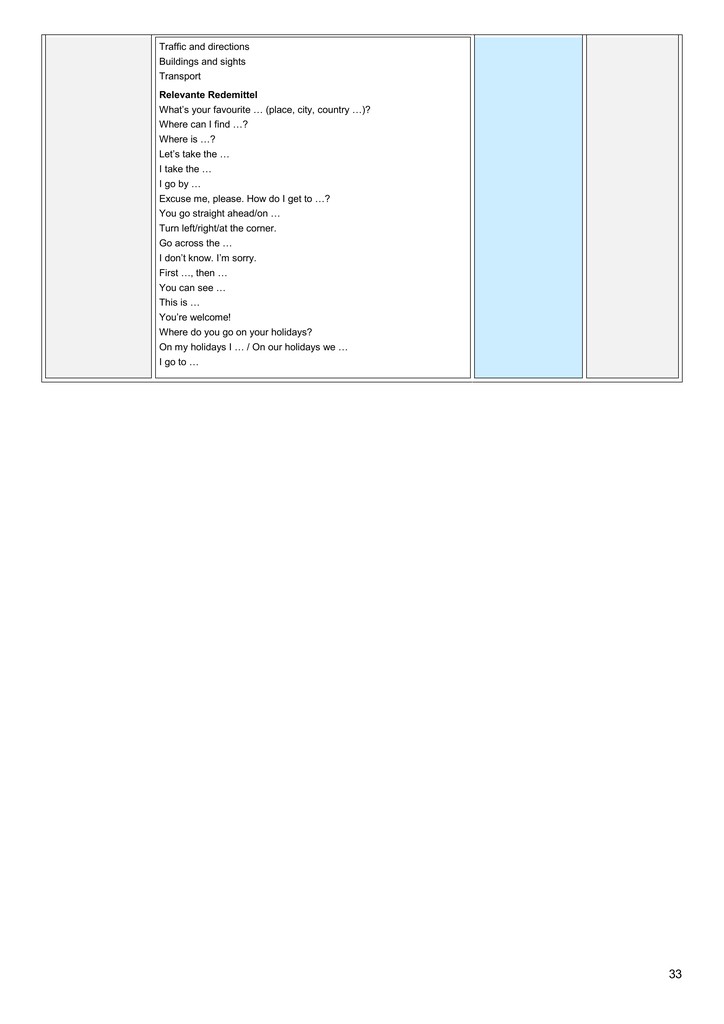 Traffic and directions
Buildings and sights
Transport
Relevante Redemittel
What's your favourite … (place, city, country …)?
Where can I find …?
Where is …?
Let's take the …
I take the …
I go by …
Excuse me, please. How do I get to …?
You go straight ahead/on …
Turn left/right/at the corner.
Go across the …
I don't know. I'm sorry.
First …, then …
You can see …
This is …
You're welcome!
Where do you go on your holidays?
On my holidays I … / On our holidays we …
I go to …
33